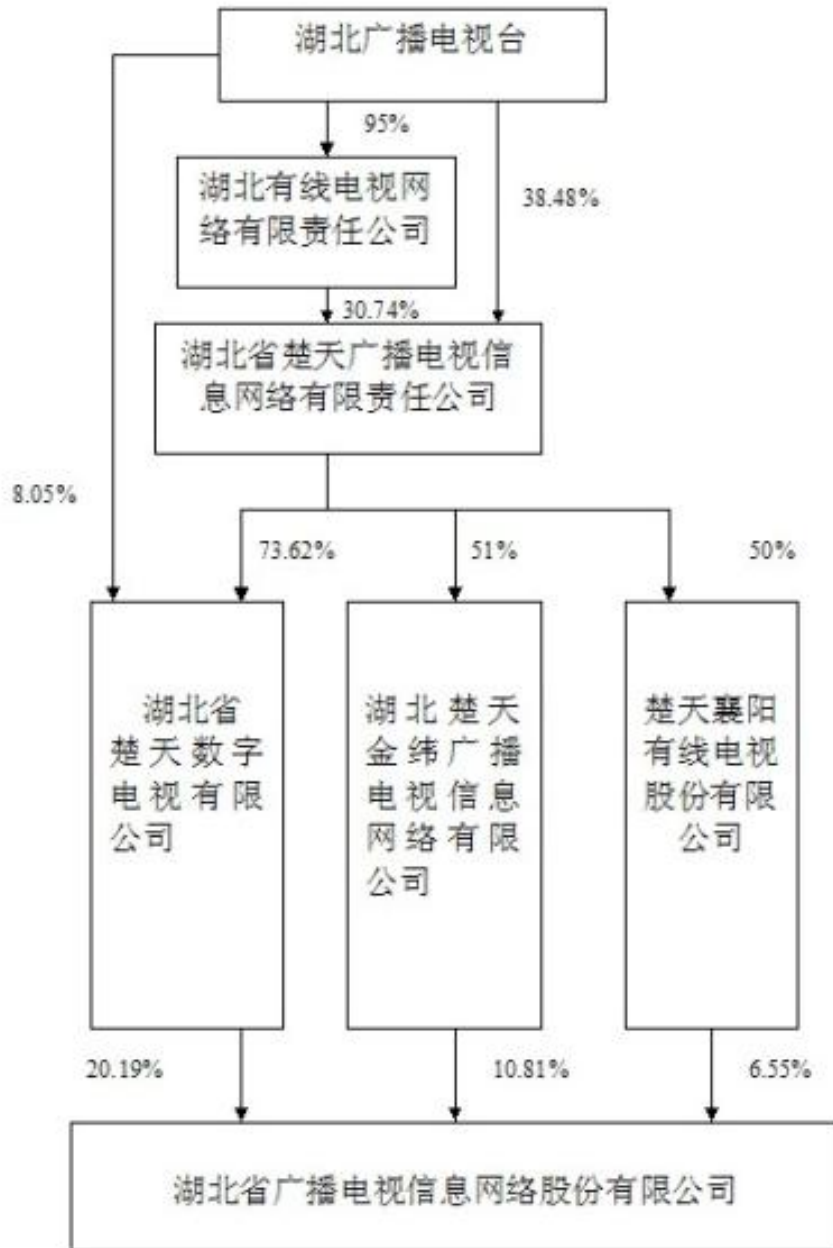 湖北广播电视台
95%
湖北有线电视网
络有限责任公司
38.48%
30.74%
湖北省楚天广播电视信
息网络有限责任公司
8.05%
73.62%
51%
50%
湖北省
楚天数字
电视有限
公司
湖北楚天
金纬广播
电视信息
网络有限
公司
楚天襄阳
有线电视
股份有限
公司
20.19%
10.81%
6.55%
湖北省广播电视信息网络股份有限公司